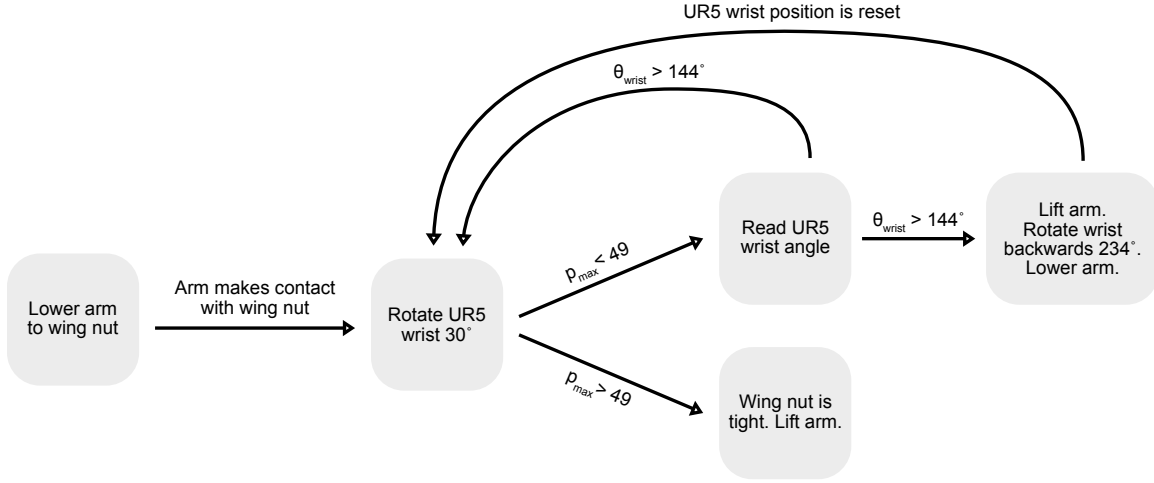 UR5 wrist position is reset
θwrist > 144˚
Lower arm
to wing nut
Arm makes contact
with wing nut
Rotate UR5
wrist 30˚
pmax < 49
pmax > 49
Read UR5
wrist angle
θwrist > 144˚
Lift arm.
Rotate wrist
backwards 234˚.
Lower arm.
Wing nut is
tight. Lift arm.